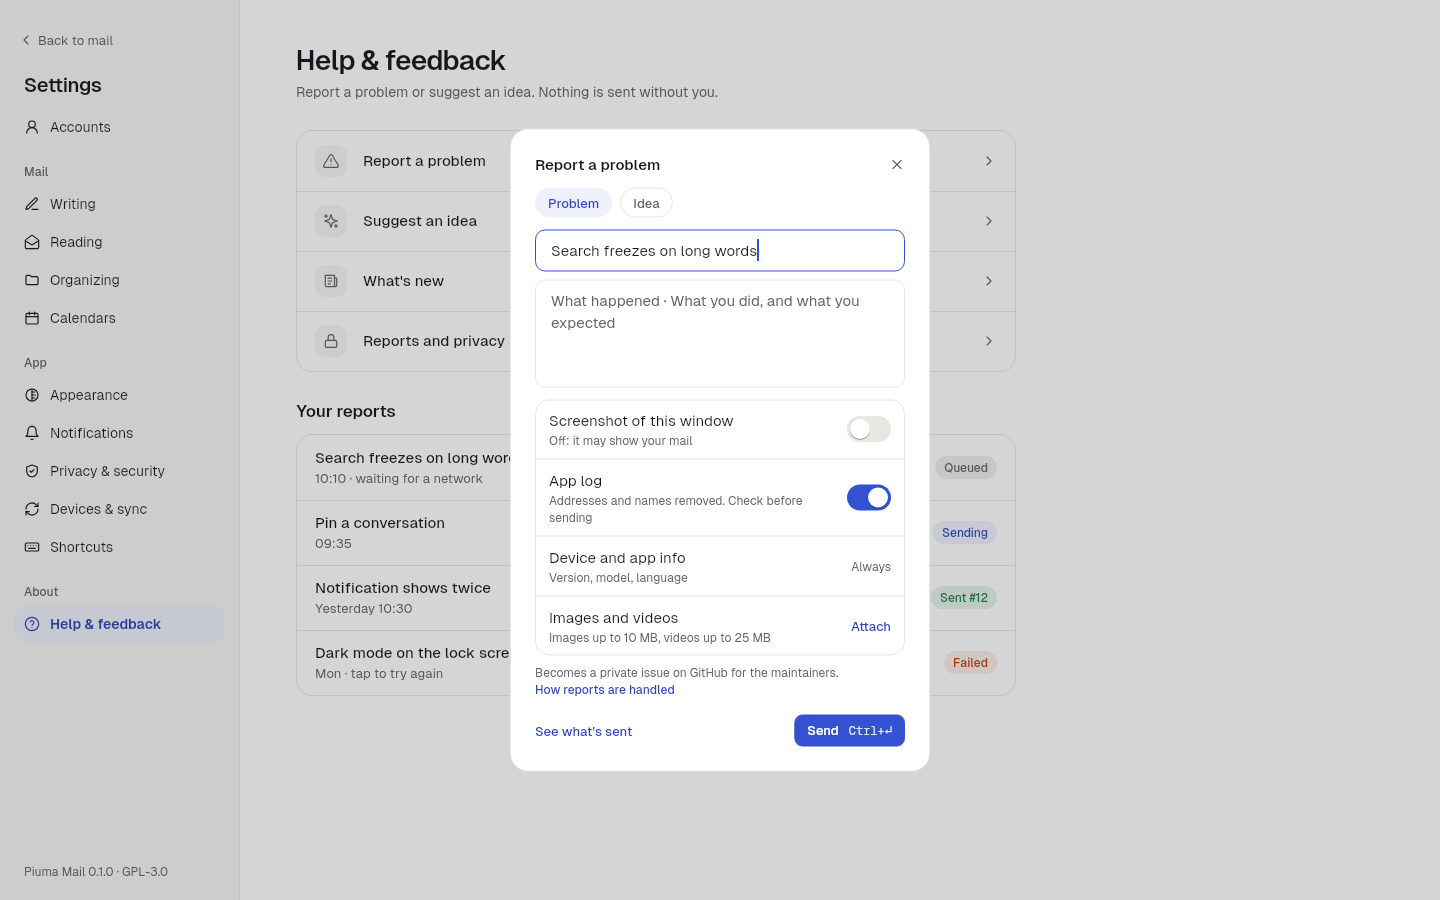 Back to mail
Settings
Accounts
Mail
Writing
Reading
Organizing
Calendars
App
Appearance
Notifications
Privacy & security
Devices & sync
Shortcuts
About
Help & feedback
Piuma Mail 0.1.0 · GPL-3.0
Help & feedback
Report a problem or suggest an idea. Nothing is sent without you.
Report a problem
Suggest an idea
What's new
Reports and privacy
Your reports
Search freezes on long
10:10 · waiting for a network
Queued
Pin a conversation
09:35
Sending
Notification shows twice
Yesterday 10:30
Sent #12
Dark mode on the lock
Mon · tap to try again
Failed
Report a problem
Problem
Idea
Search freezes on long words
What happened · What you did, and what you
expected
Screenshot of this window
Off: it may show your mail
App log
Addresses and names removed. Check before
sending
Device and app info
Version, model, language
Always
Images and videos
Images up to 10 MB, videos up to 25 MB
Attach
Becomes a private issue on GitHub for the maintainers.
How reports are handled
See what's sent
Send Ctrl+↵